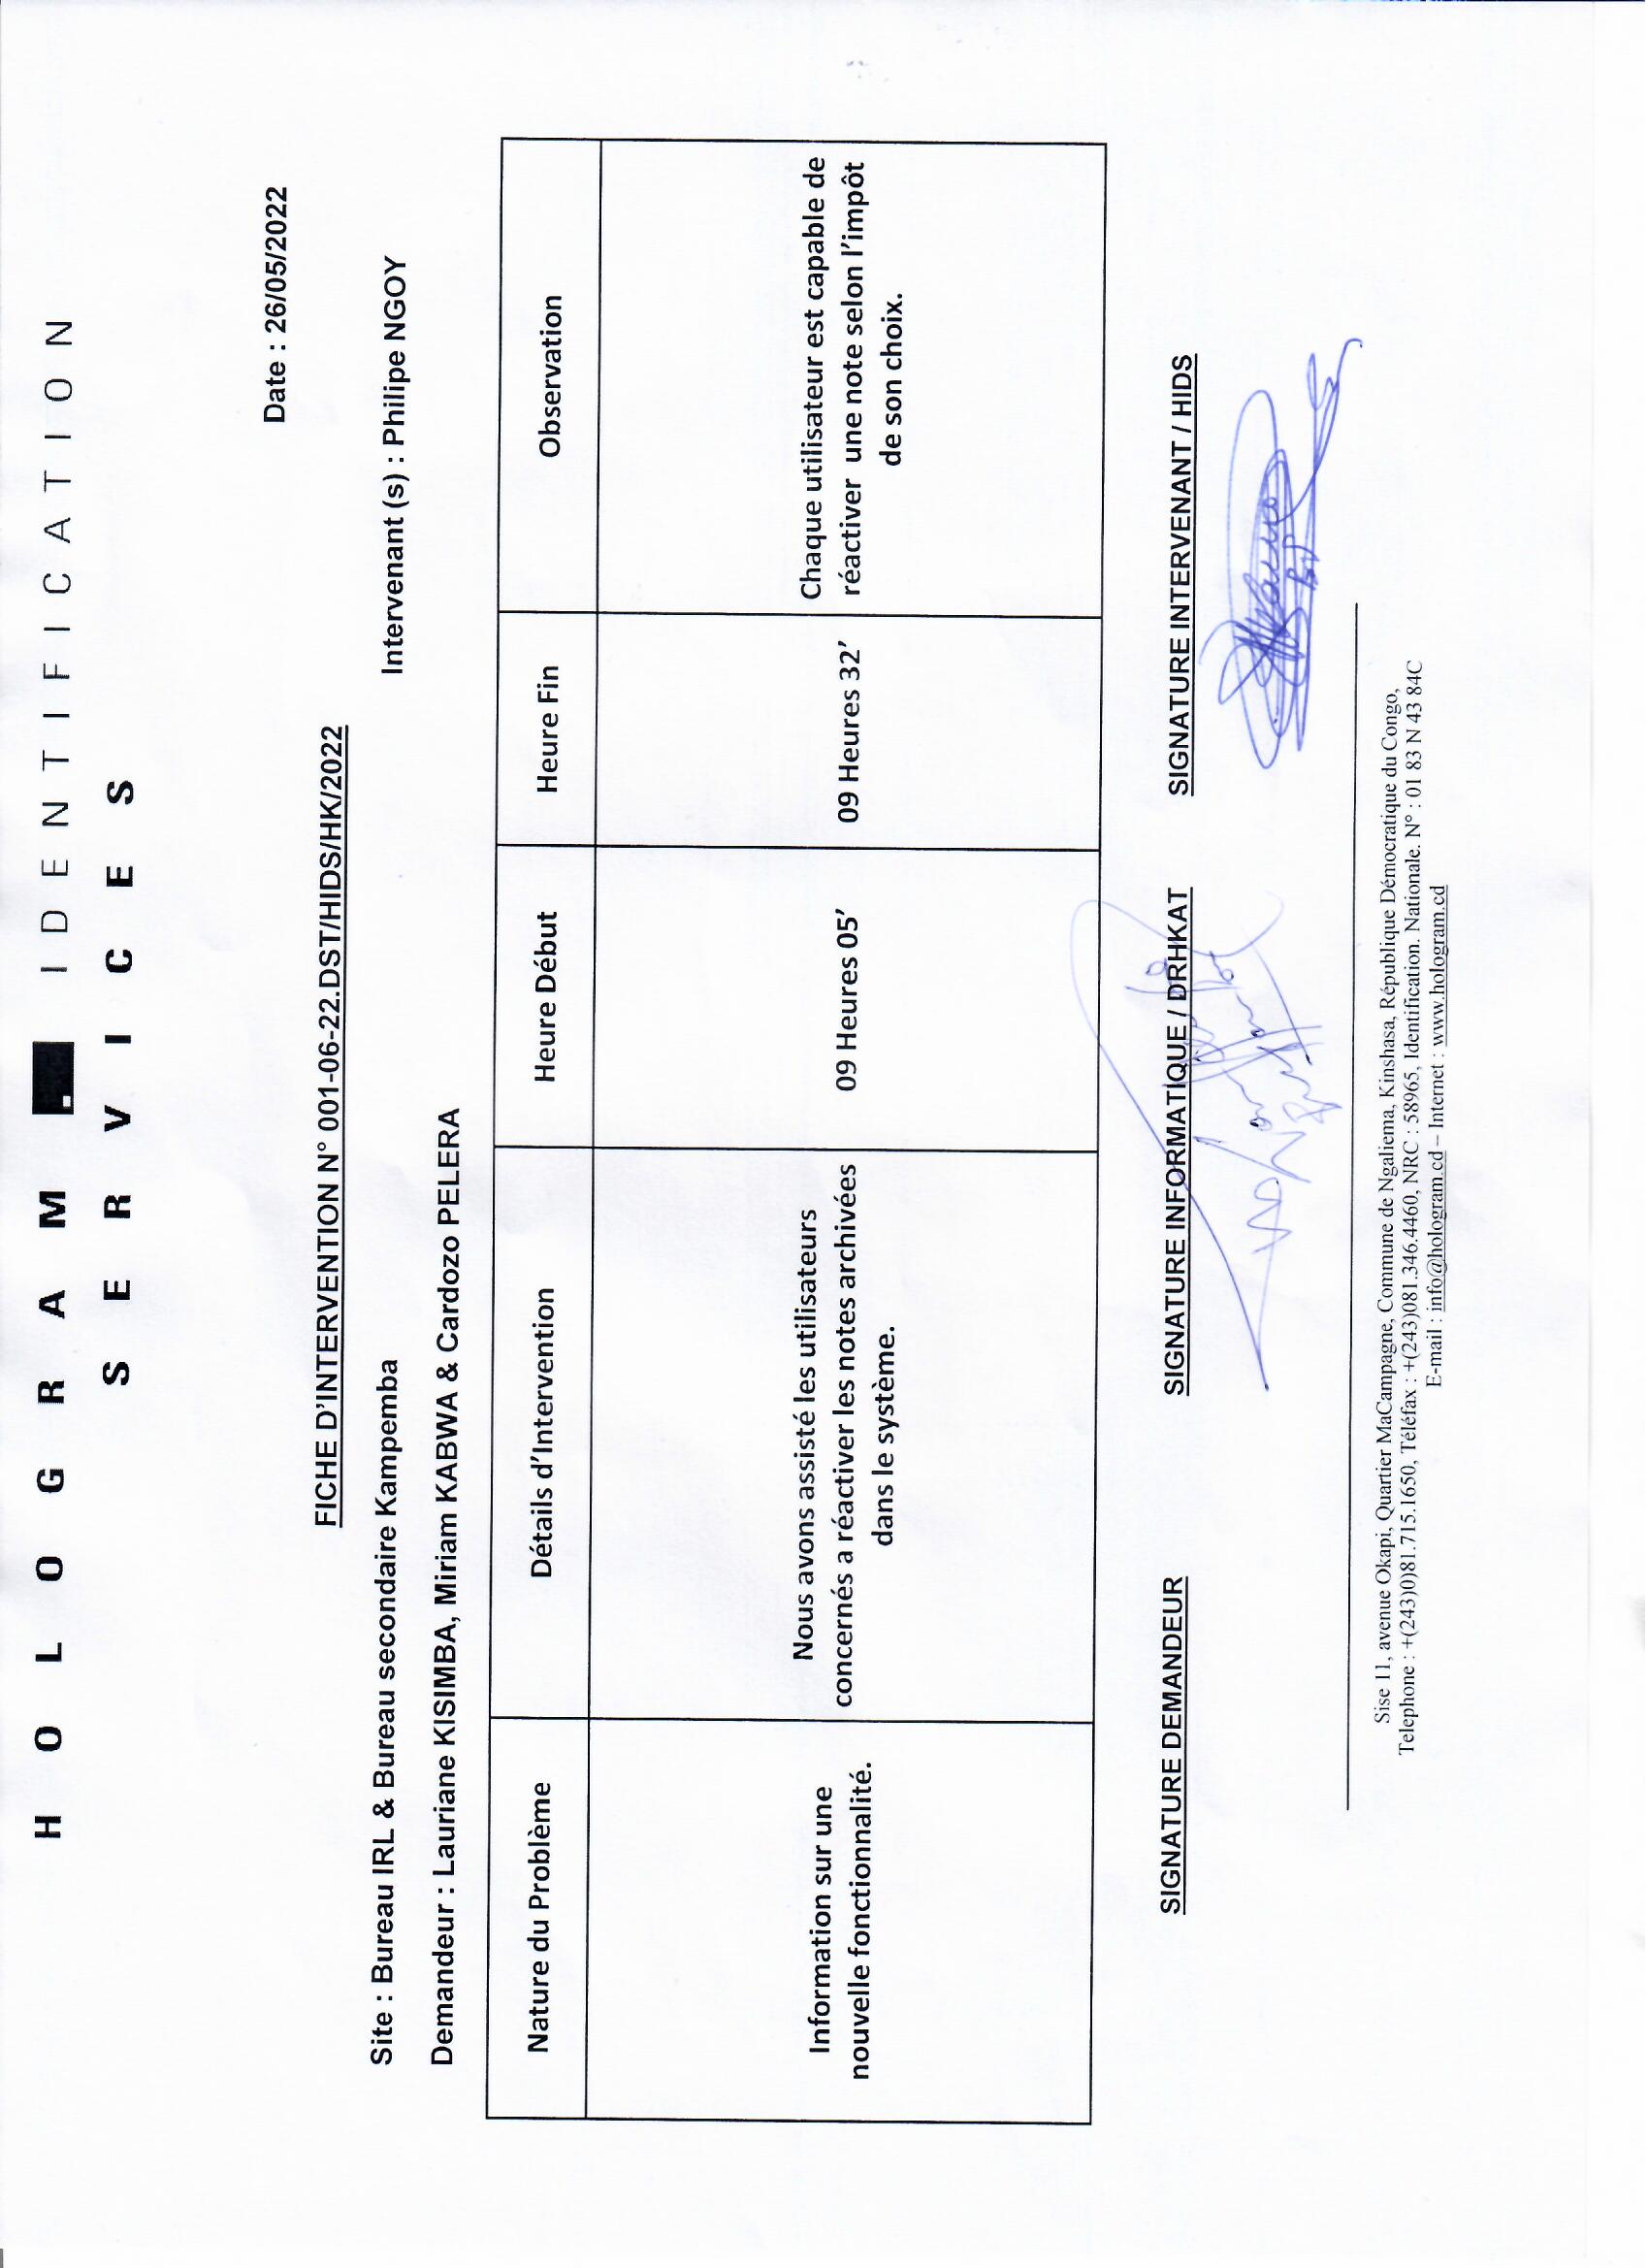 HOLOGRAM IDENTIFICATION
SERVICES
Date : 26/05/2022
FICHE D'INTERVENTION N° 001-06-22.DST/HIDS/HK/2022
Site : Bureau IRL & Bureau secondaire Kampemba
Intervenant (s) : Philipe NGOY
Demandeur : Lauriane KISIMBA, Miriam KABWA & Cardozo PELERA
Nature du Problème
Détails d'Intervention
Heure Début
Heure Fin
Observation
Information sur une
nouvelle fonctionnalité.
Nous avons assisté les utilisateurs
concernés a réactiver les notes archivées
dans le système.
09 Heures 05'
09 Heures 32'
Chaque utilisateur est capable de
réactiver une note selon l'impôt
de son choix.
SIGNATURE DEMANDEUR
SIGNATURE INFORMATIQUE / DRHKAT
SIGNATURE INTERVENANT / HIDS
Sise 11, avenue Okapi, Quartier MaCampagne, Commune de Ngaliema, Kinshasa, République Démocratique du Congo,
Telephone : +(243)0)81.715.1650, Téléfax : +(243)081.346.4460, NRC : 58965, Identification. Nationale. N° : 01 83 N 43 84C
E-mail : info@hologram.cd – Internet : www.hologram.cd